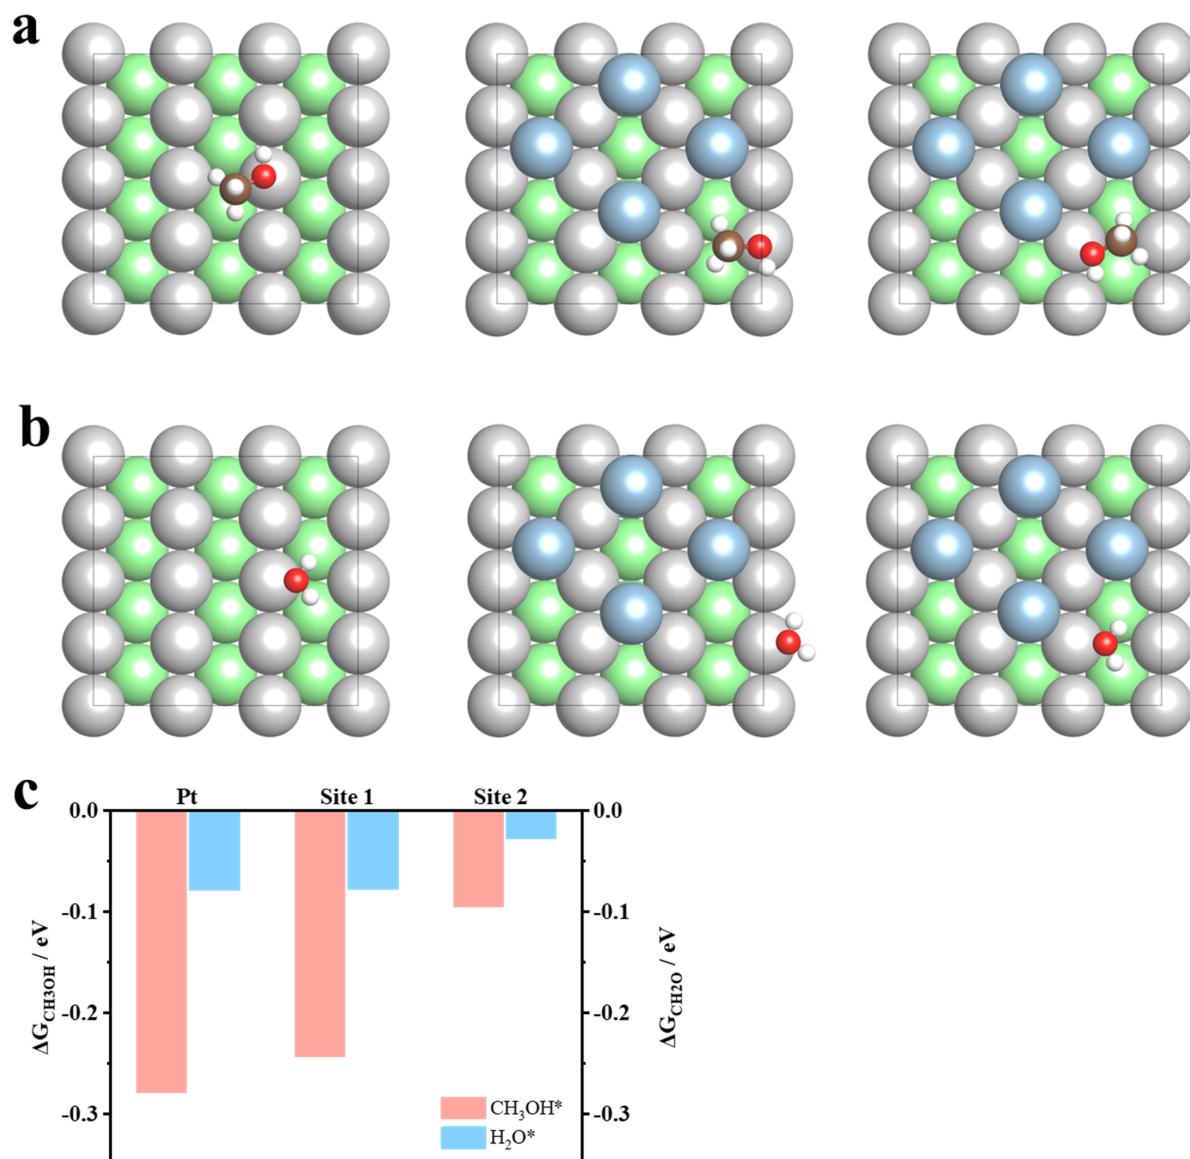 a
b
c
Pt Site 1 Site 2
0.0 0.0
-0.1 -0.1
-0.2 -0.2
-0.3 -0.3
ΔG_CH3OH / eV
ΔG_CH2O / eV
CH₃OH*
H₂O*